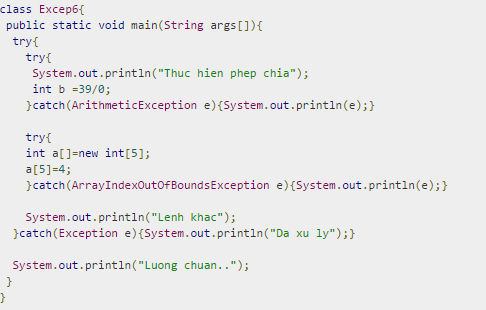 class Excep6{
 public static void main(String args[]){
  try{
    try{
     System.out.println("Thuc hien phep chia");
     int b =39/0;
    }catch(ArithmeticException e){System.out.println(e);}

    try{
    int a[]=new int[5];
    a[5]=4;
    }catch(ArrayIndexOutOfBoundsException e){System.out.println(e);}

    System.out.println("Lenh khac");
  }catch(Exception e){System.out.println("Da xu ly");}

  System.out.println("Luong chuan..");
 }
}